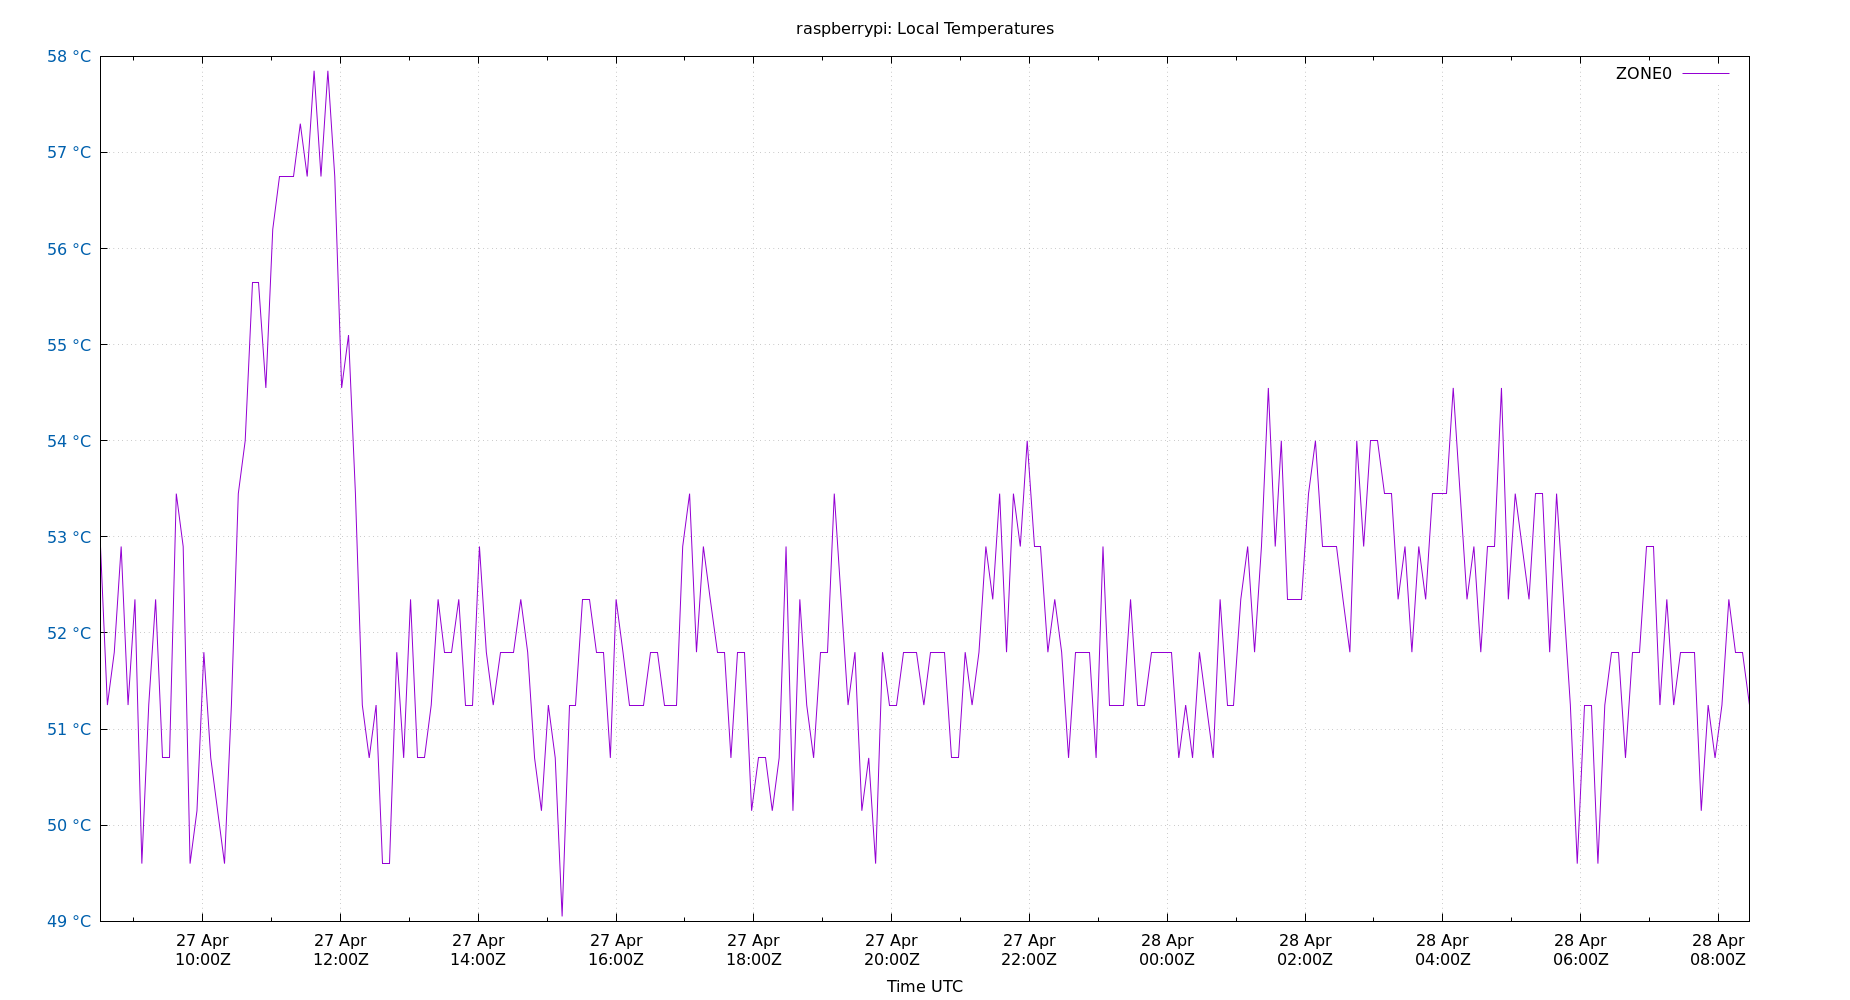 raspberrypi: Local Temperatures
58 °C
ZONE0
57 °C
56 °C
55 °C
54 °C
53 °C
52 °C
51 °C
50 °C
49 °C
27 Apr 27 Apr 27 Apr 27 Apr 27 Apr 27 Apr 27 Apr 28 Apr 28 Apr 28 Apr 28 Apr 28 Apr
10:00Z 12:00Z 14:00Z 16:00Z 18:00Z 20:00Z 22:00Z 00:00Z 02:00Z 04:00Z 06:00Z 08:00Z
Time UTC